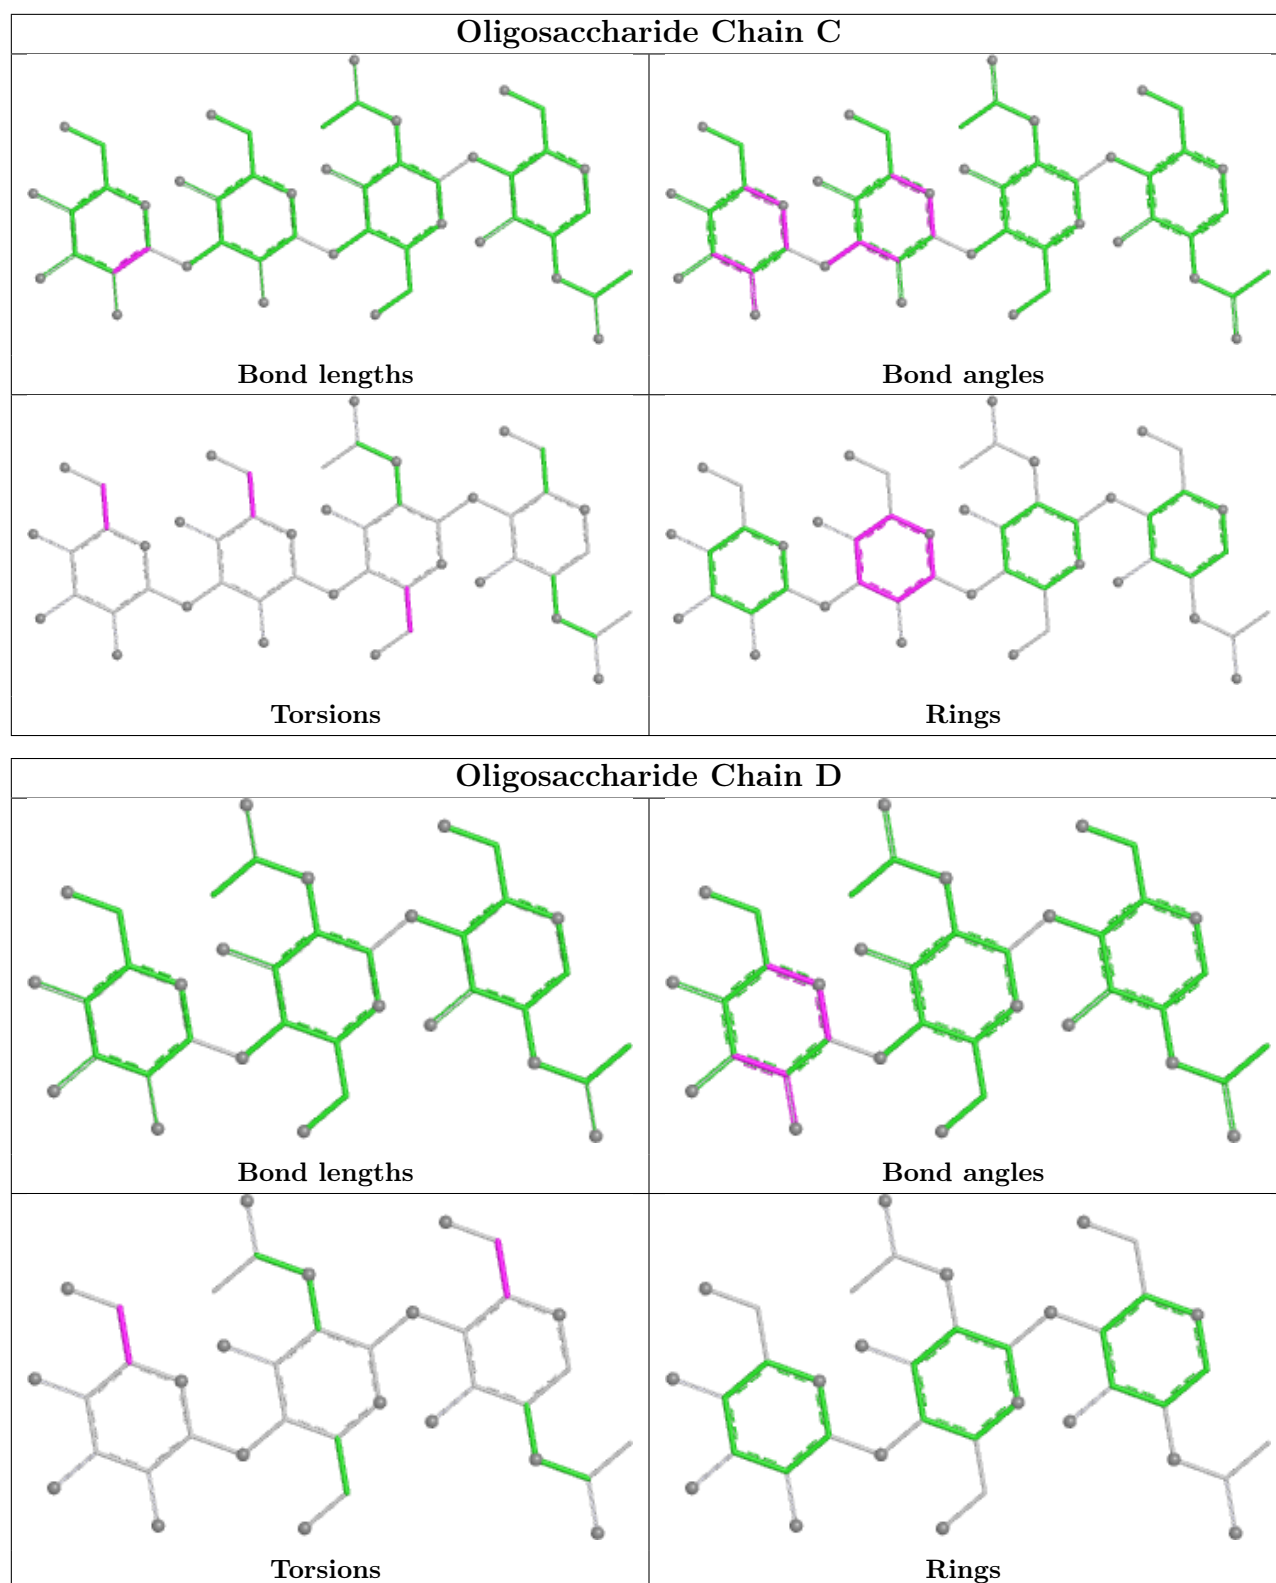 Oligosaccharide Chain C
Bond lengths
Bond angles
Torsions
Rings
Oligosaccharide Chain D
Bond lengths
Bond angles
Torsions
Rings